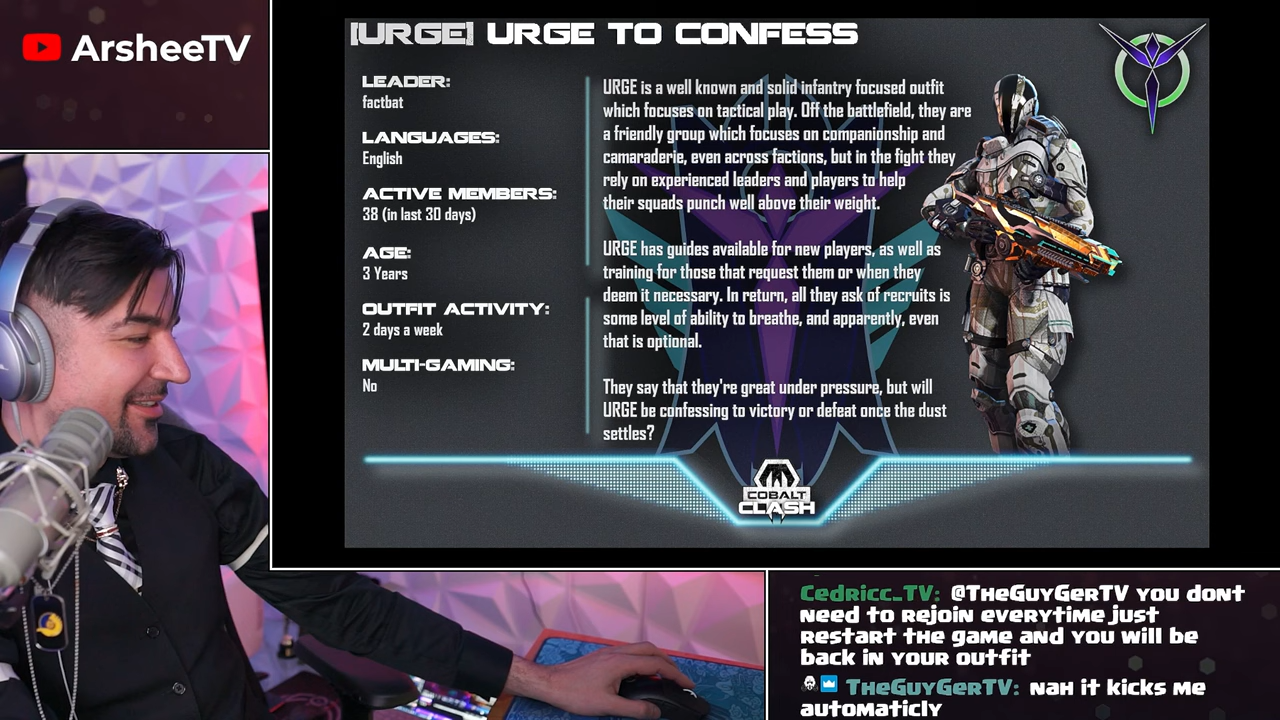 ArsheeTV
[URGE] URGE TO CONFESS
LEADER:
factbat
LANGUAGES:
English
ACTIVE MEMBERS:
38 (in last 30 days)
AGE:
3 Years
OUTFIT ACTIVITY:
2 days a week
MULTI-GAMING:
No
URGE is a well known and solid infantry focused outfit
which focuses on tactical play. Off the battlefield, they are
a friendly group which focuses on companionship and
camaraderie, even across factions, but in the fight they
rely on experienced leaders and players to help
their squads punch well above their weight.
URGE has guides available for new players, as well as
training for those that request them or when they
deem it necessary. In return, all they ask of recruits is
some level of ability to breathe, and apparently, even
that is optional.
They say that they're great under pressure, but will
URGE be confessing to victory or defeat once the dust
settles?
COBALT
CLASH
Cedricc_TV: @TheGuyGerTV you dont
need to rejoin everytime just
restart the game and you will be
back in your outfit
TheGuyGerTV: nah it kicks me
automaticly